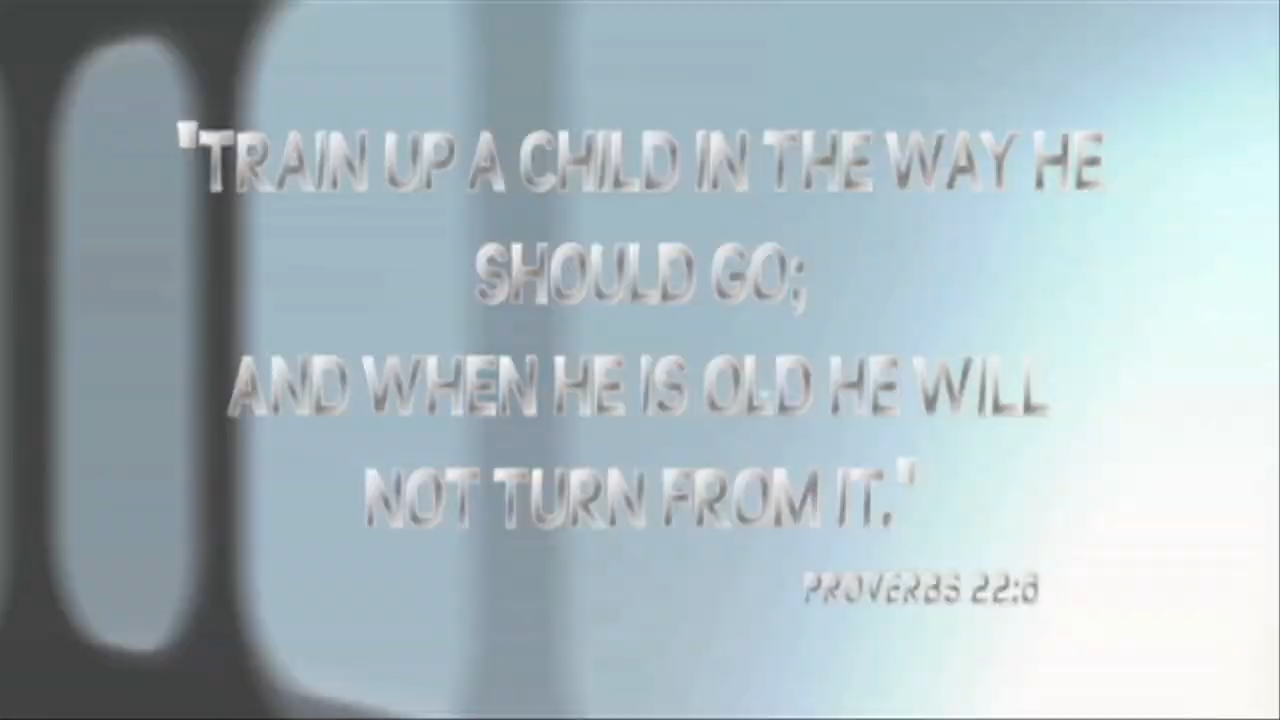 "TRAIN UP A CHILD IN THE WAY HE
SHOULD GO;
AND WHEN HE IS OLD HE WILL
NOT TURN FROM IT."
PROVERBS 22:6